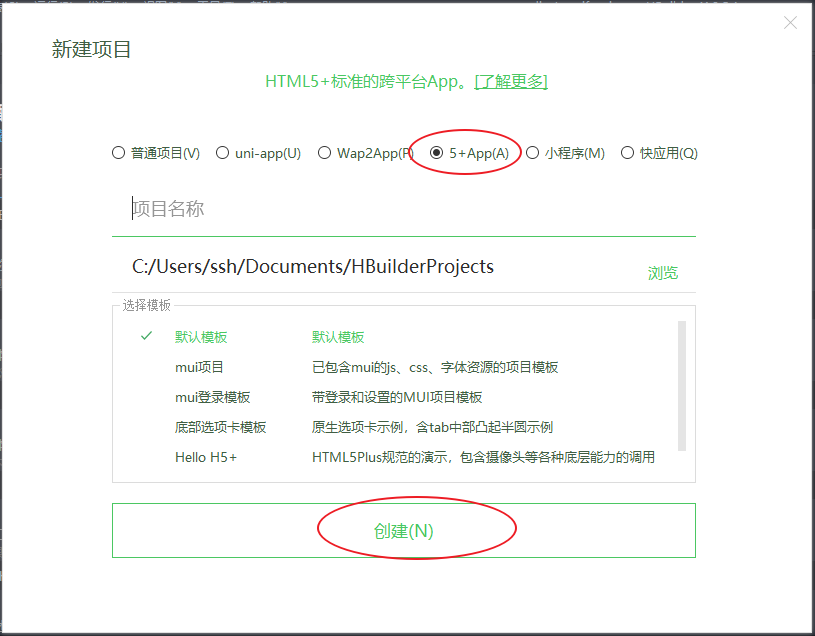 新建项目
HTML5+标准的跨平台App。[了解更多]
普通项目(V) uni-app(U) Wap2App(P) 5+App(A) 小程序(M) 快应用(Q)
项目名称
C:/Users/ssh/Documents/HBuilderProjects 浏览
选择模板
默认模板 默认模板
mui项目 已包含mui的js、css、字体资源的项目模板
mui登录模板 带登录和设置的MUI项目模板
底部选项卡模板 原生选项卡示例，含tab中部凸起半圆示例
Hello H5+ HTML5Plus规范的演示，包含摄像头等各种底层能力的调用
创建(N)